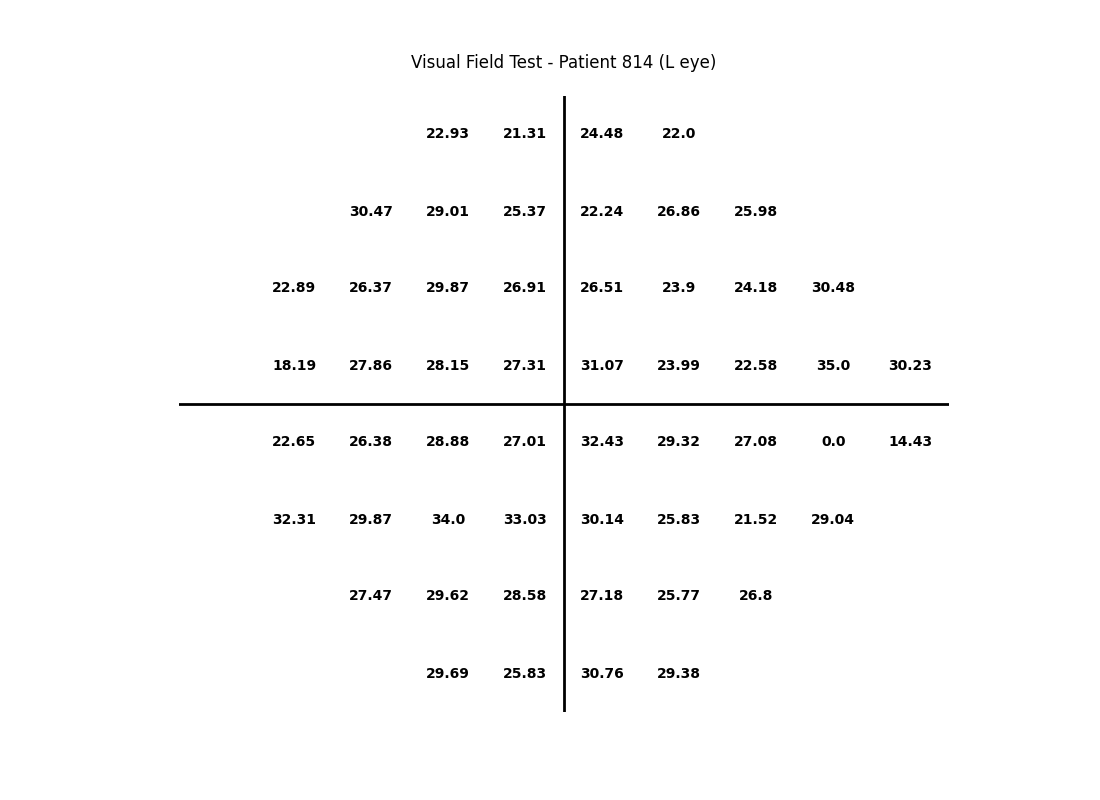 Visual Field Test - Patient 814 (L eye)
22.93 21.31 24.48 22.0
30.47 29.01 25.37 22.24 26.86 25.98
22.89 26.37 29.87 26.91 26.51 23.9 24.18 30.48
18.19 27.86 28.15 27.31 31.07 23.99 22.58 35.0 30.23
22.65 26.38 28.88 27.01 32.43 29.32 27.08 0.0 14.43
32.31 29.87 34.0 33.03 30.14 25.83 21.52 29.04
27.47 29.62 28.58 27.18 25.77 26.8
29.69 25.83 30.76 29.38